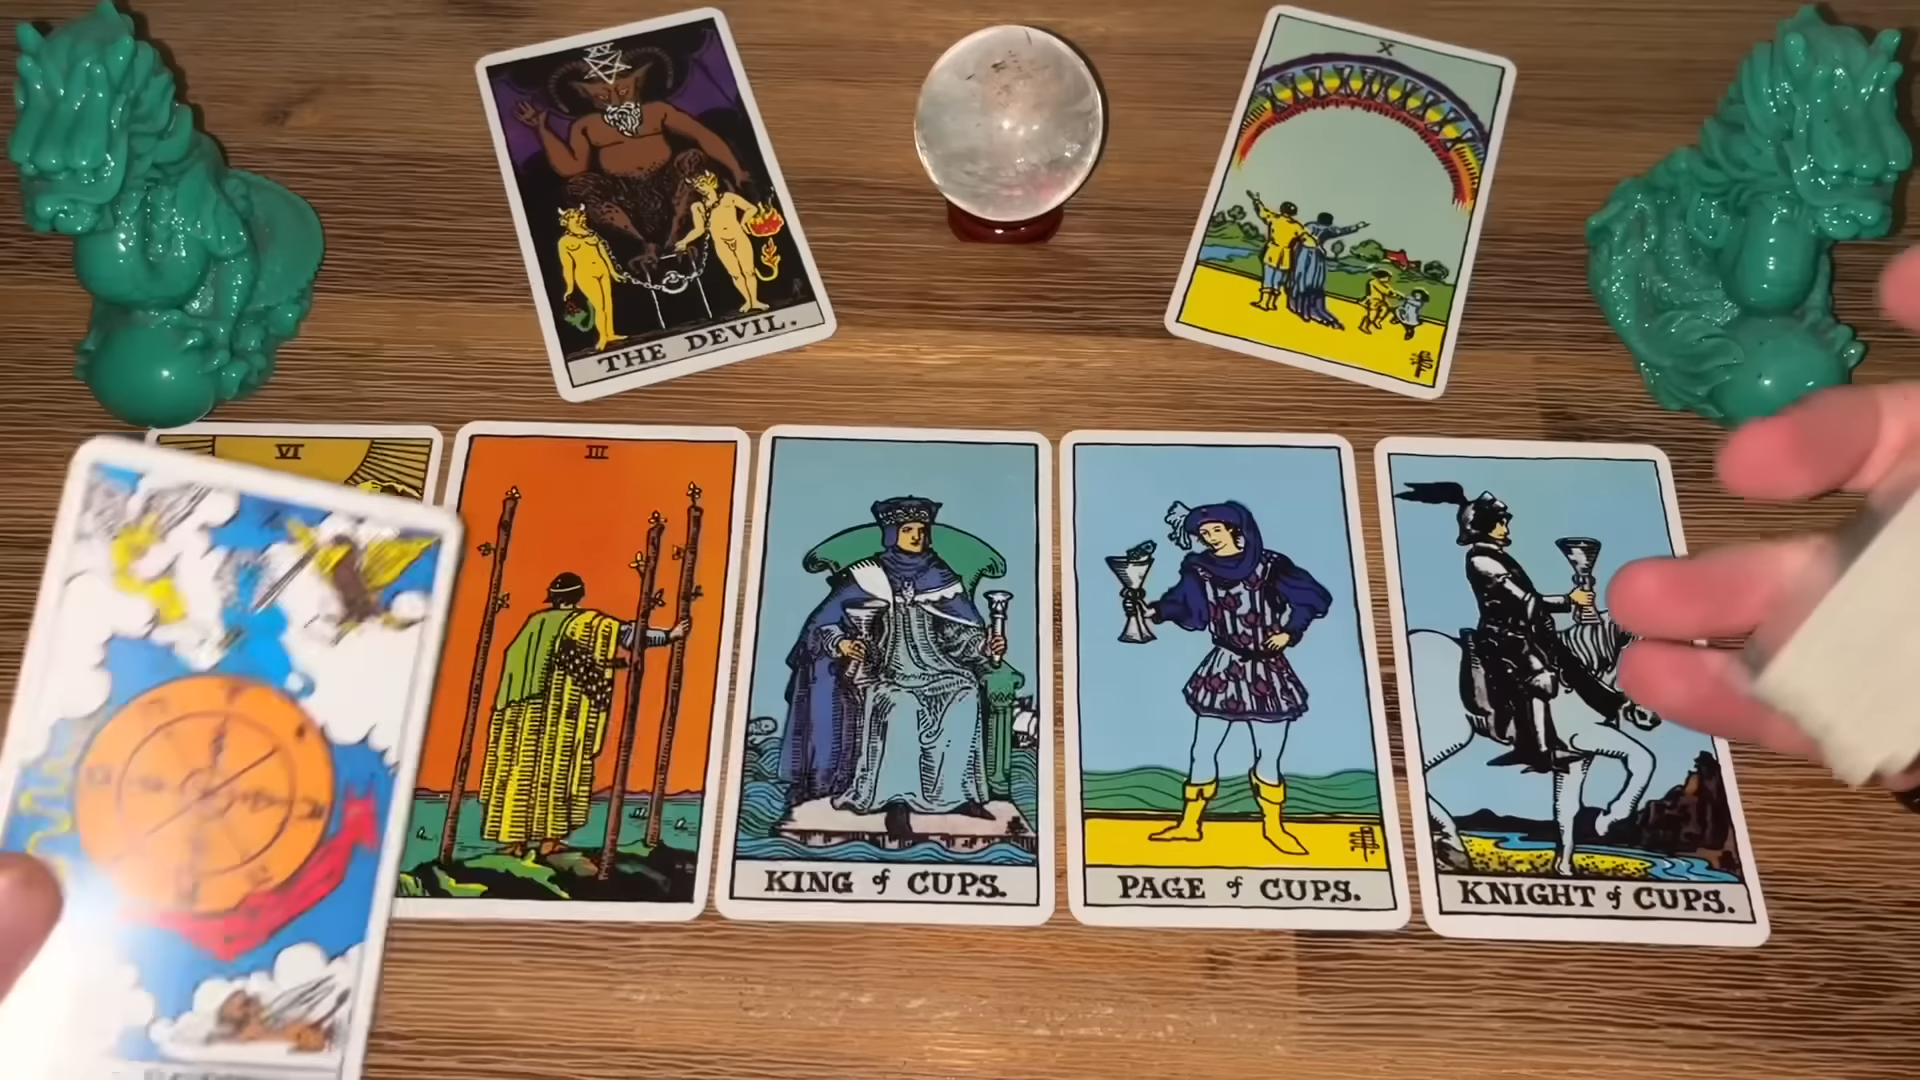 THE DEVIL.
X
VI
III
KING of CUPS.
PAGE of CUPS.
KNIGHT of CUPS.